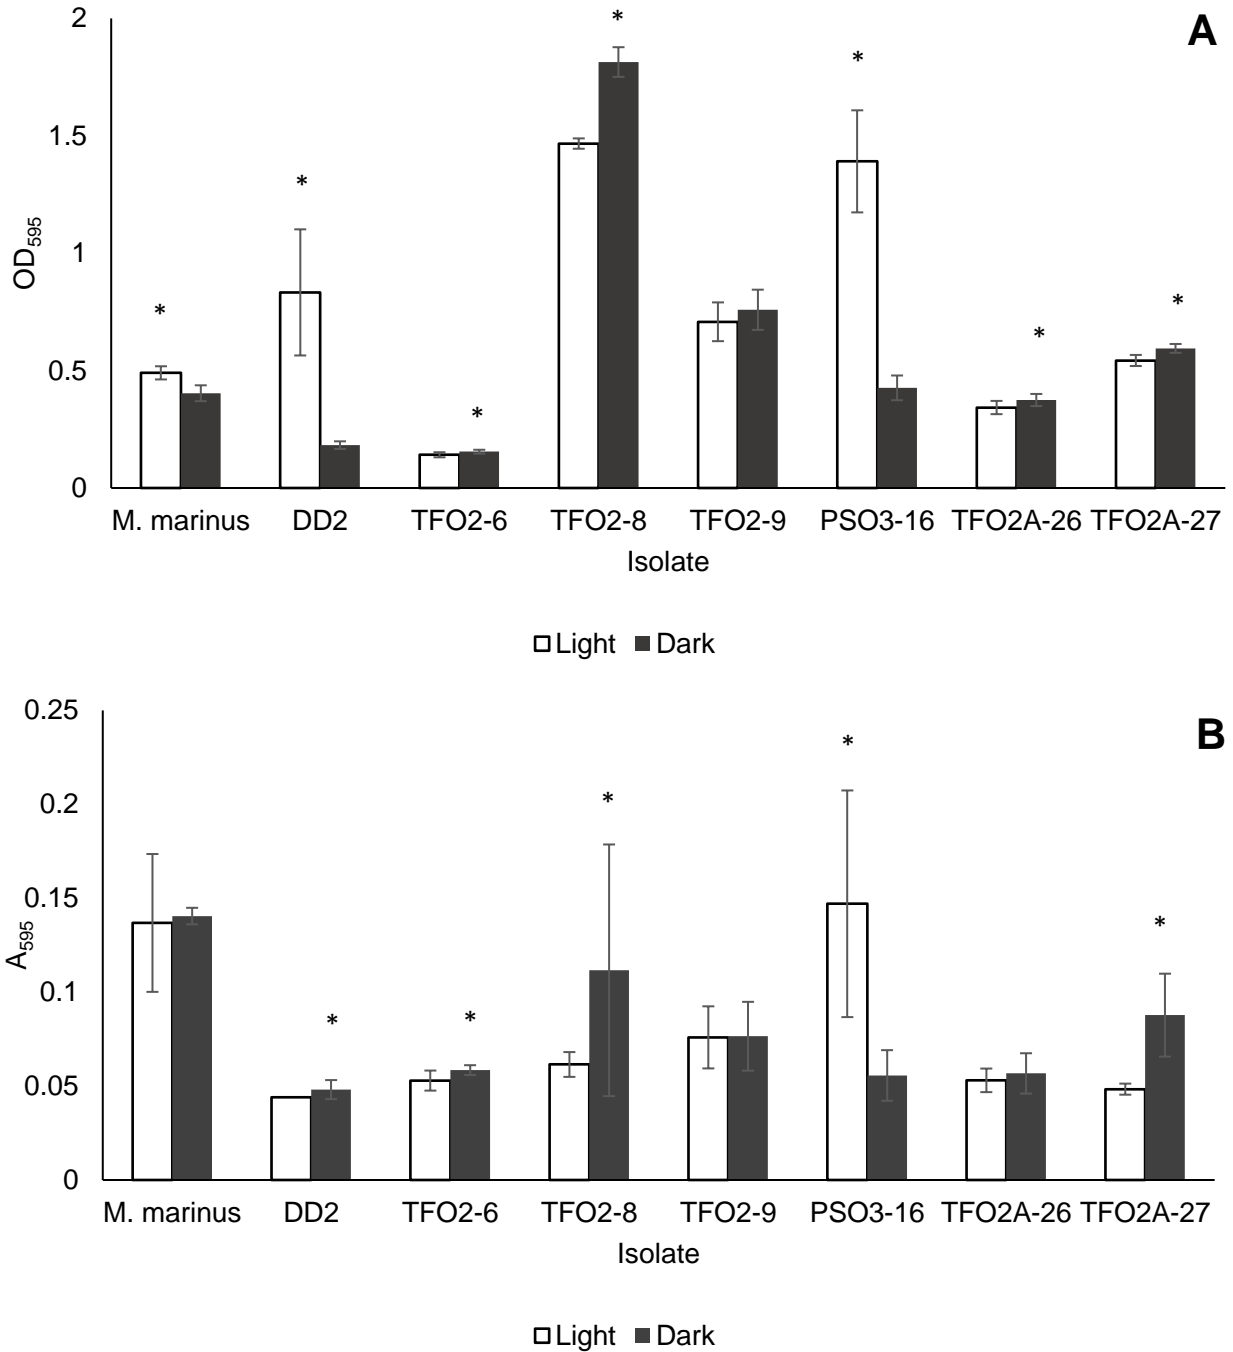 A
2
1.5
1
0.5
0
OD595
* * * * * * *
M. marinus DD2 TFO2-6 TFO2-8 TFO2-9 PSO3-16 TFO2A-26 TFO2A-27
Isolate
Light Dark
B
0.25
0.2
0.15
0.1
0.05
0
A595
* * * * *
M. marinus DD2 TFO2-6 TFO2-8 TFO2-9 PSO3-16 TFO2A-26 TFO2A-27
Isolate
Light Dark